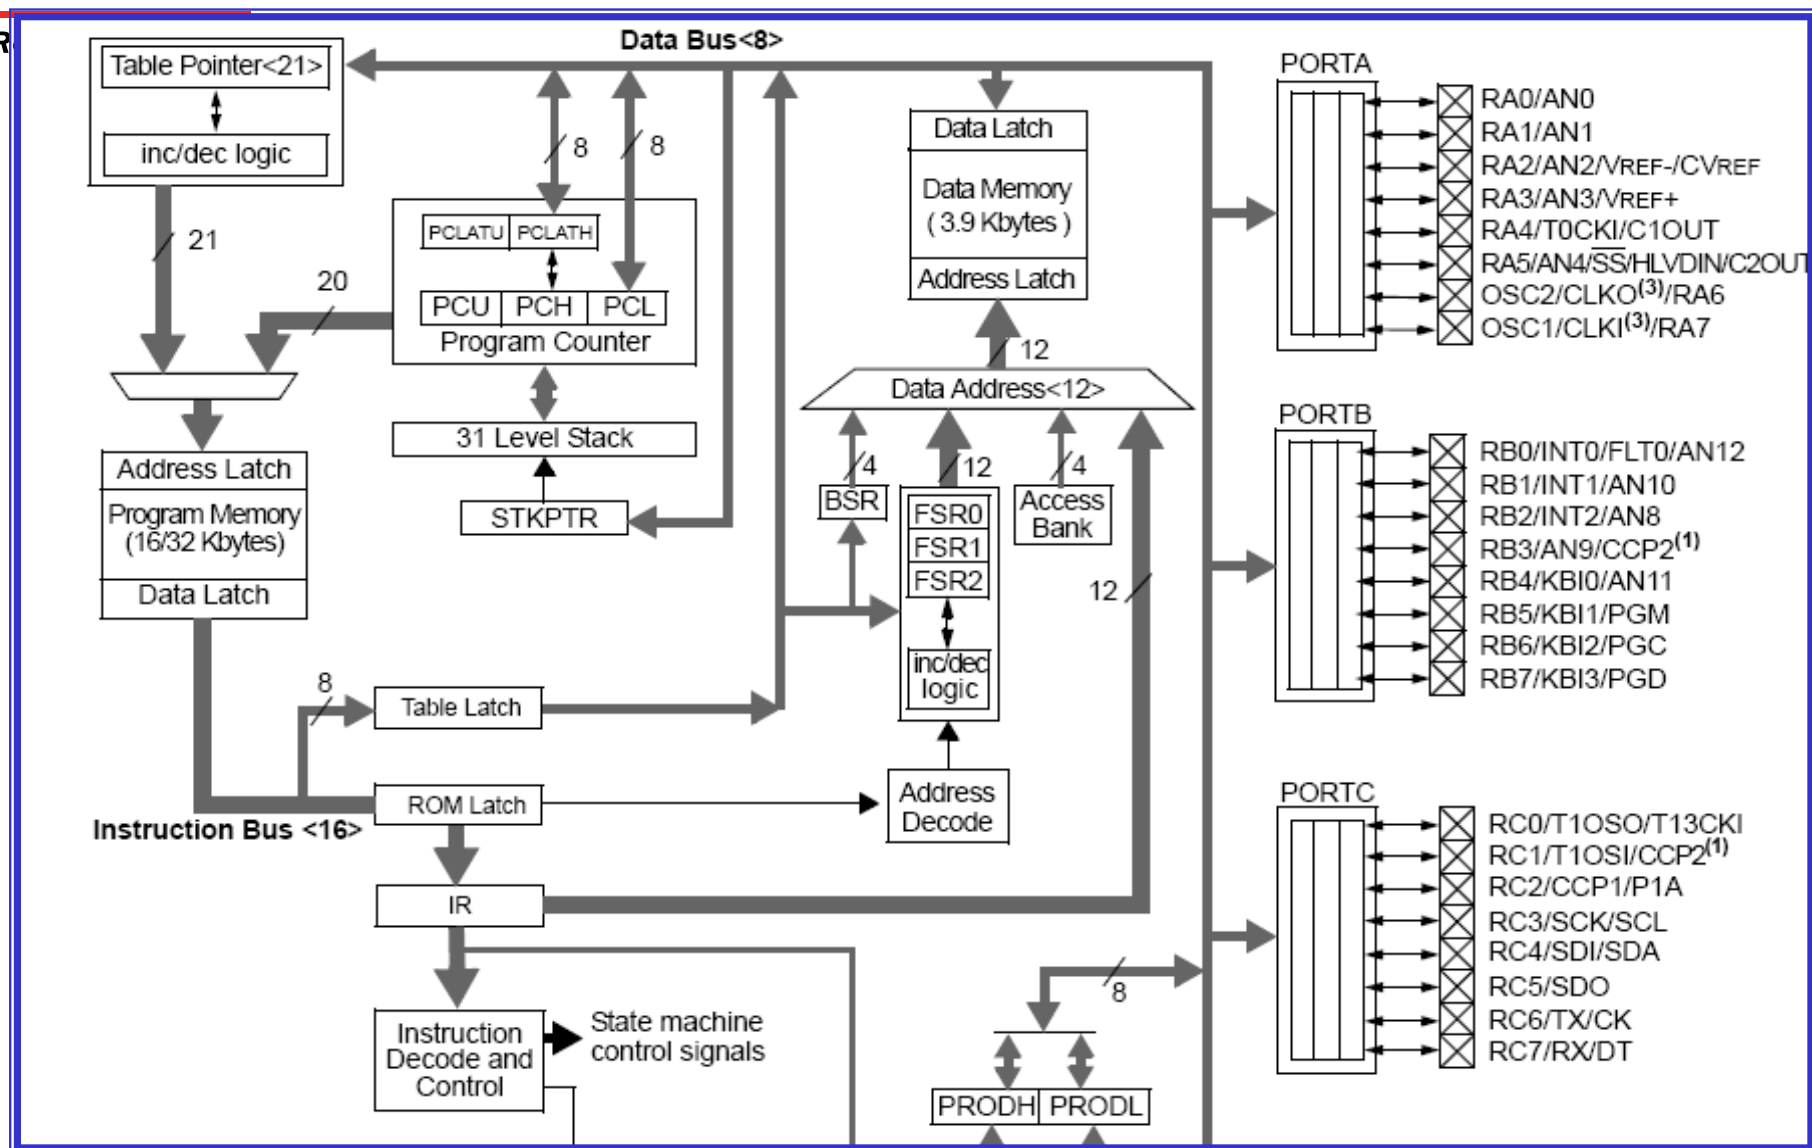 R
Data Bus<8>
Table Pointer<21>
inc/dec logic
21
20
8
8
PCLATU PCLATH
PCU PCH PCL
Program Counter
31 Level Stack
STKPTR
Address Latch
Program Memory
(16/32 Kbytes)
Data Latch
8
Table Latch
ROM Latch
Instruction Bus <16>
IR
Instruction
Decode and
Control
State machine
control signals
Data Latch
Data Memory
( 3.9 Kbytes )
Address Latch
12
Data Address<12>
4
12
4
BSR
FSR0
FSR1
FSR2
inc/dec
logic
Access
Bank
12
Address
Decode
8
PRODH PRODL
PORTA
RA0/AN0
RA1/AN1
RA2/AN2/VREF-/CVREF
RA3/AN3/VREF+
RA4/T0CKI/C1OUT
RA5/AN4/SS/HLVDIN/C2OUT
OSC2/CLKO(3)/RA6
OSC1/CLKI(3)/RA7
PORTB
RB0/INT0/FLT0/AN12
RB1/INT1/AN10
RB2/INT2/AN8
RB3/AN9/CCP2(1)
RB4/KBI0/AN11
RB5/KBI1/PGM
RB6/KBI2/PGC
RB7/KBI3/PGD
PORTC
RC0/T1OSO/T13CKI
RC1/T1OSI/CCP2(1)
RC2/CCP1/P1A
RC3/SCK/SCL
RC4/SDI/SDA
RC5/SDO
RC6/TX/CK
RC7/RX/DT